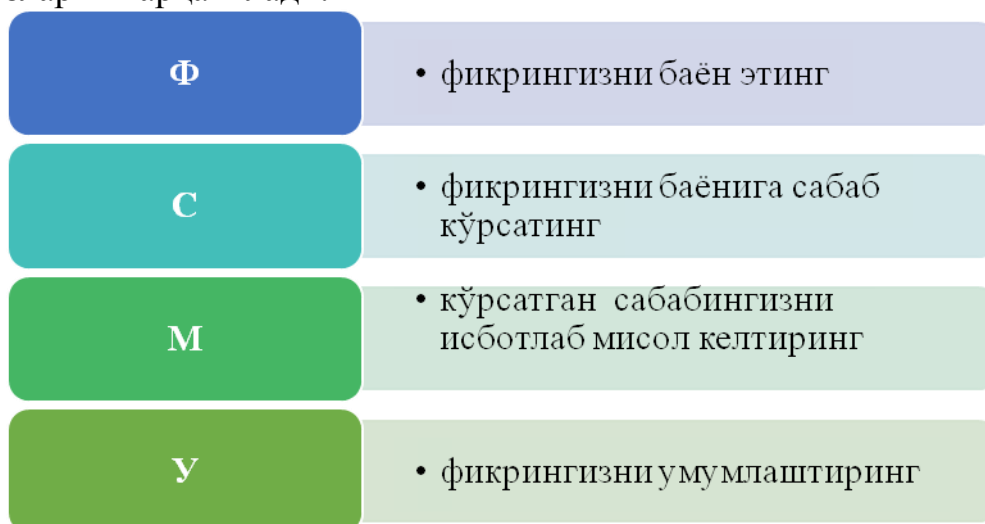 Ф
• фикрингизни баён этинг
С
• фикрингизни баёнига сабаб
кўрсатинг
М
• кўрсатган сабабингизни
исботлаб мисол келтиринг
У
• фикрингизни умумлаштиринг